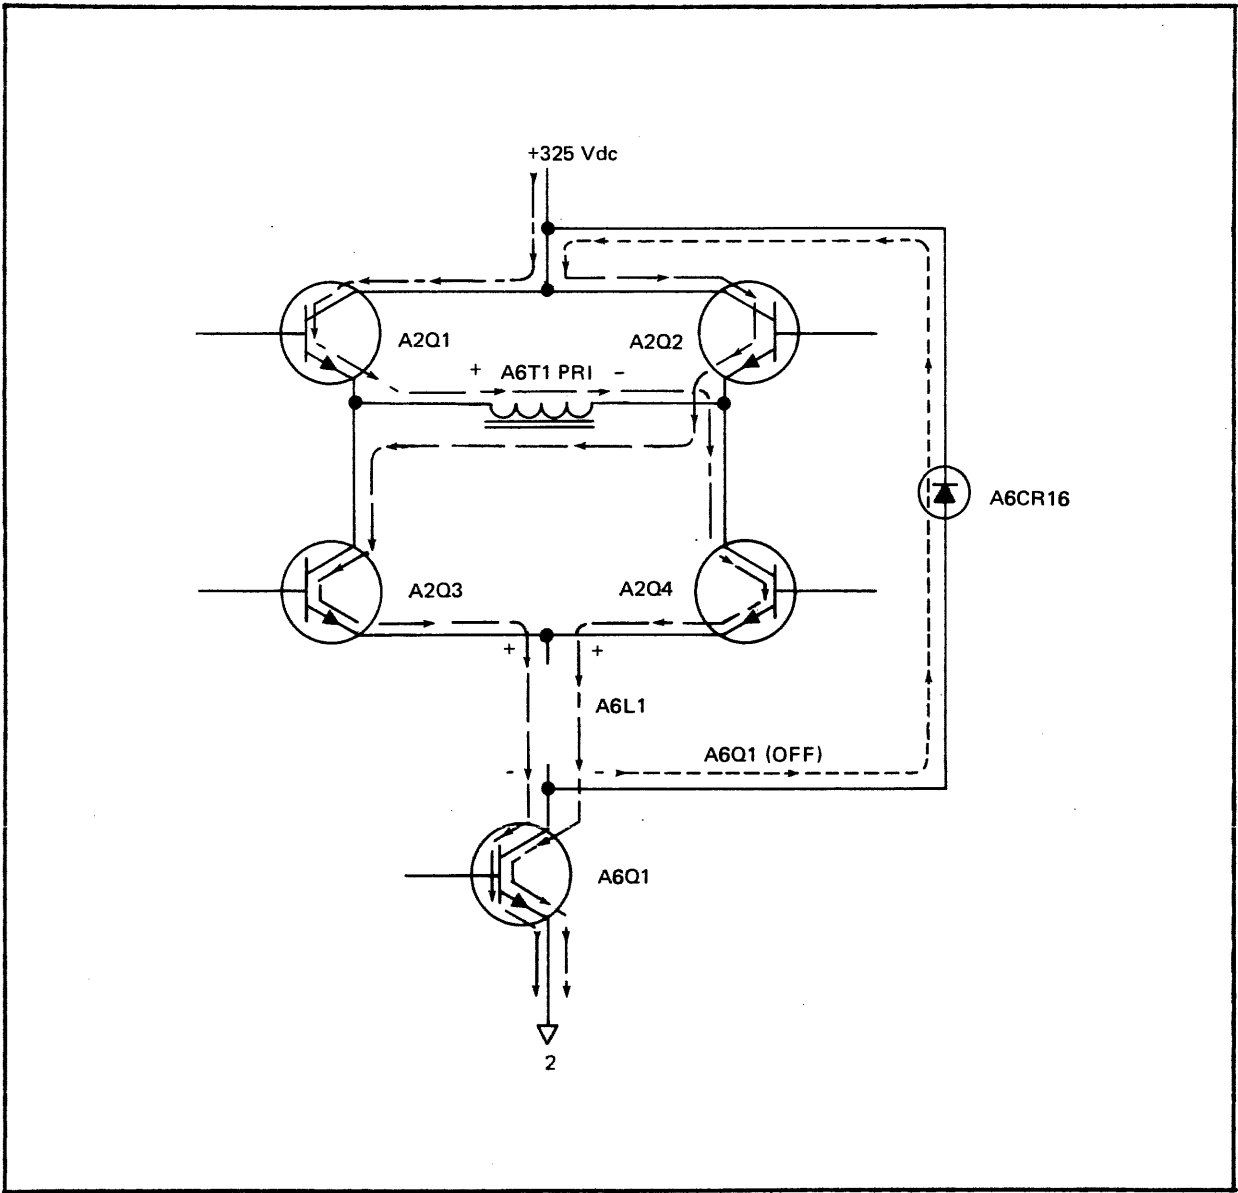 +325 Vdc
A2Q1
A2Q2
+ A6T1 PRI -
A6CR16
A2Q3
A2Q4
+ +
A6L1
A6Q1 (OFF)
- -
A6Q1
2